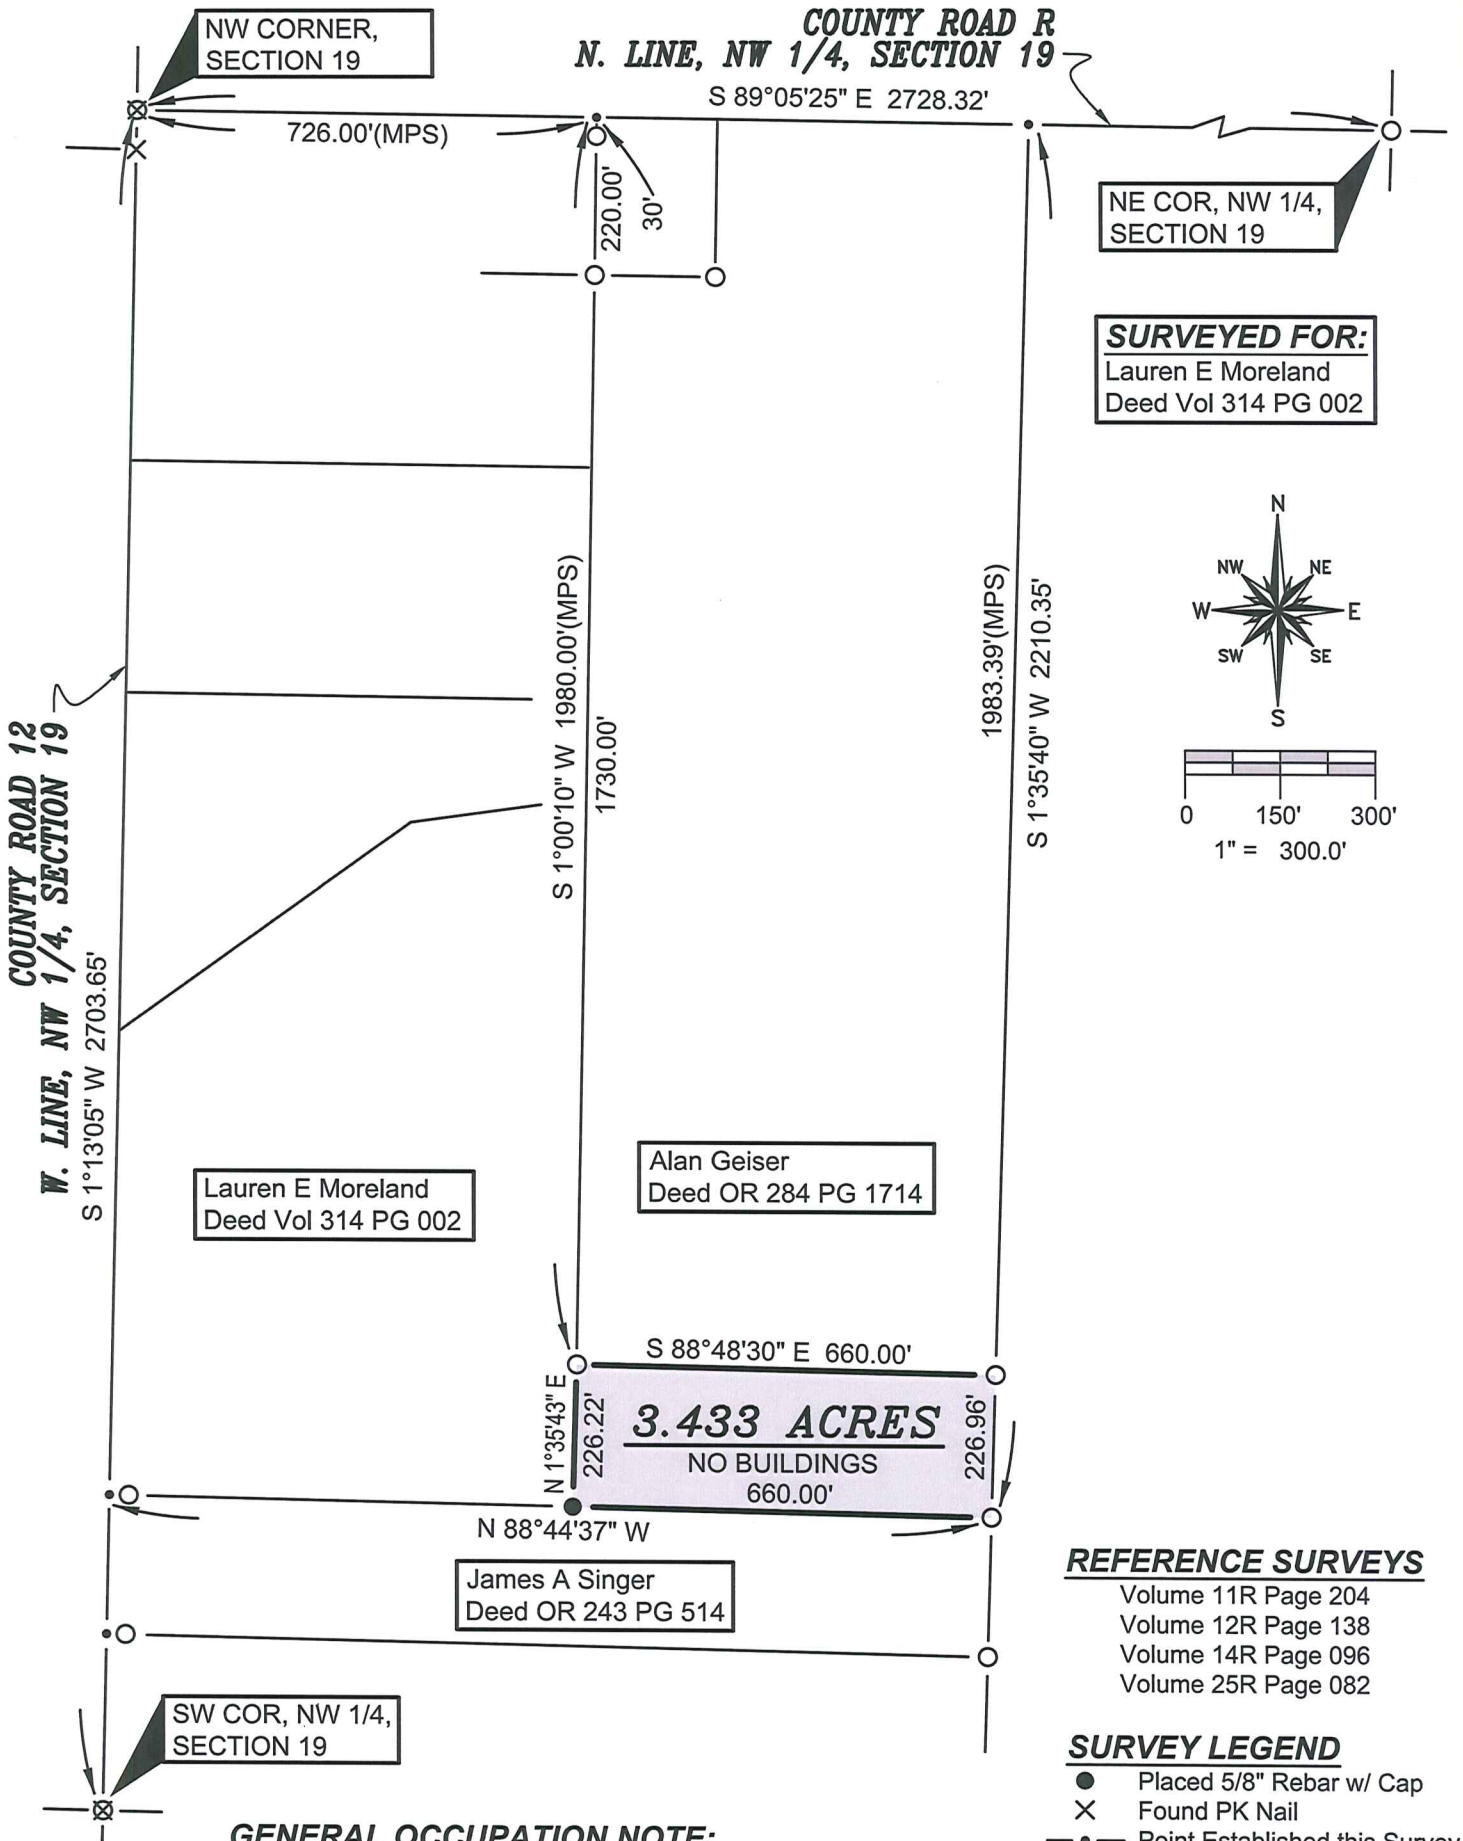 NW CORNER,
SECTION 19
COUNTY ROAD R
N. LINE, NW 1/4, SECTION 19
S 89°05'25" E 2728.32'
726.00'(MPS)
220.00'
30'
NE COR, NW 1/4,
SECTION 19
SURVEYED FOR:
Lauren E Moreland
Deed Vol 314 PG 002
N
NW
NE
W
E
SW
SE
S
0 150' 300'
1" = 300.0'
S 1°00'10" W 1980.00'(MPS)
1730.00'
1983.39'(MPS)
S 1°35'40" W 2210.35'
COUNTY ROAD 12
W. LINE, NW 1/4, SECTION 19
S 1°13'05" W 2703.65'
Lauren E Moreland
Deed Vol 314 PG 002
Alan Geiser
Deed OR 284 PG 1714
S 88°48'30" E 660.00'
N 1°35'43" E
226.22'
3.433 ACRES
NO BUILDINGS
660.00'
226.96'
N 88°44'37" W
James A Singer
Deed OR 243 PG 514
SW COR, NW 1/4,
SECTION 19
REFERENCE SURVEYS
Volume 11R Page 204
Volume 12R Page 138
Volume 14R Page 096
Volume 25R Page 082
SURVEY LEGEND
Placed 5/8" Rebar w/ Cap
Found PK Nail
Point Established this Survey
GENERAL OCCUPATION NOTE: